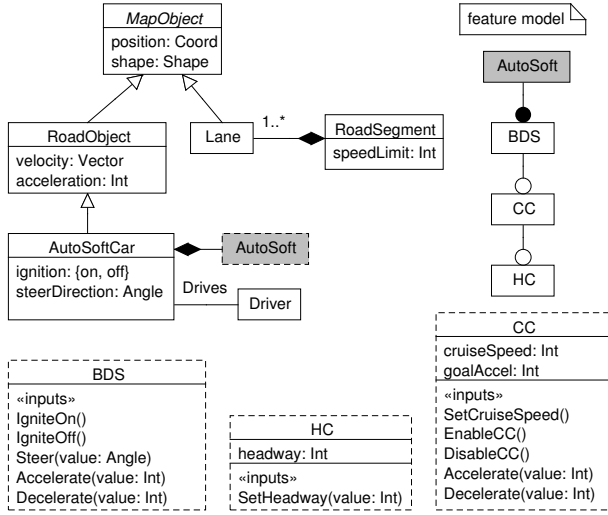 MapObject
position: Coord
shape: Shape
feature model
AutoSoft
RoadObject
velocity: Vector
acceleration: Int
Lane
1..*
RoadSegment
speedLimit: Int
BDS
CC
HC
AutoSoftCar
ignition: {on, off}
steerDirection: Angle
AutoSoft
Drives
Driver
BDS
«inputs»
IgniteOn()
IgniteOff()
Steer(value: Angle)
Accelerate(value: Int)
Decelerate(value: Int)
HC
headway: Int
«inputs»
SetHeadway(value: Int)
CC
cruiseSpeed: Int
goalAccel: Int
«inputs»
SetCruiseSpeed()
EnableCC()
DisableCC()
Accelerate(value: Int)
Decelerate(value: Int)